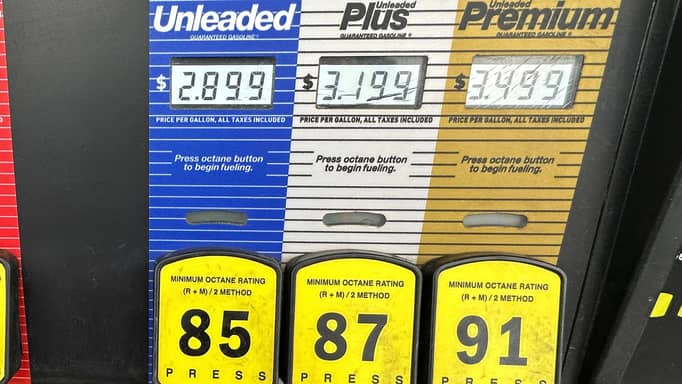 Unleaded
GUARANTEED GASOLINE
$ 2.899
PRICE PER GALLON, ALL TAXES INCLUDED
Press octane button
to begin fueling.
MINIMUM OCTANE RATING
(R + M) / 2 METHOD
85
PRESS
Unleaded
Plus
GUARANTEED GASOLINE
$ 3.199
PRICE PER GALLON, ALL TAXES INCLUDED
Press octane button
to begin fueling.
MINIMUM OCTANE RATING
(R + M) / 2 METHOD
87
PRESS
Unleaded
Premium
GUARANTEED GASOLINE
$ 3.499
PRICE PER GALLON, ALL TAXES INCLUDED
Press octane button
to begin fueling.
MINIMUM OCTANE RATING
(R + M) / 2 METHOD
91
PRESS